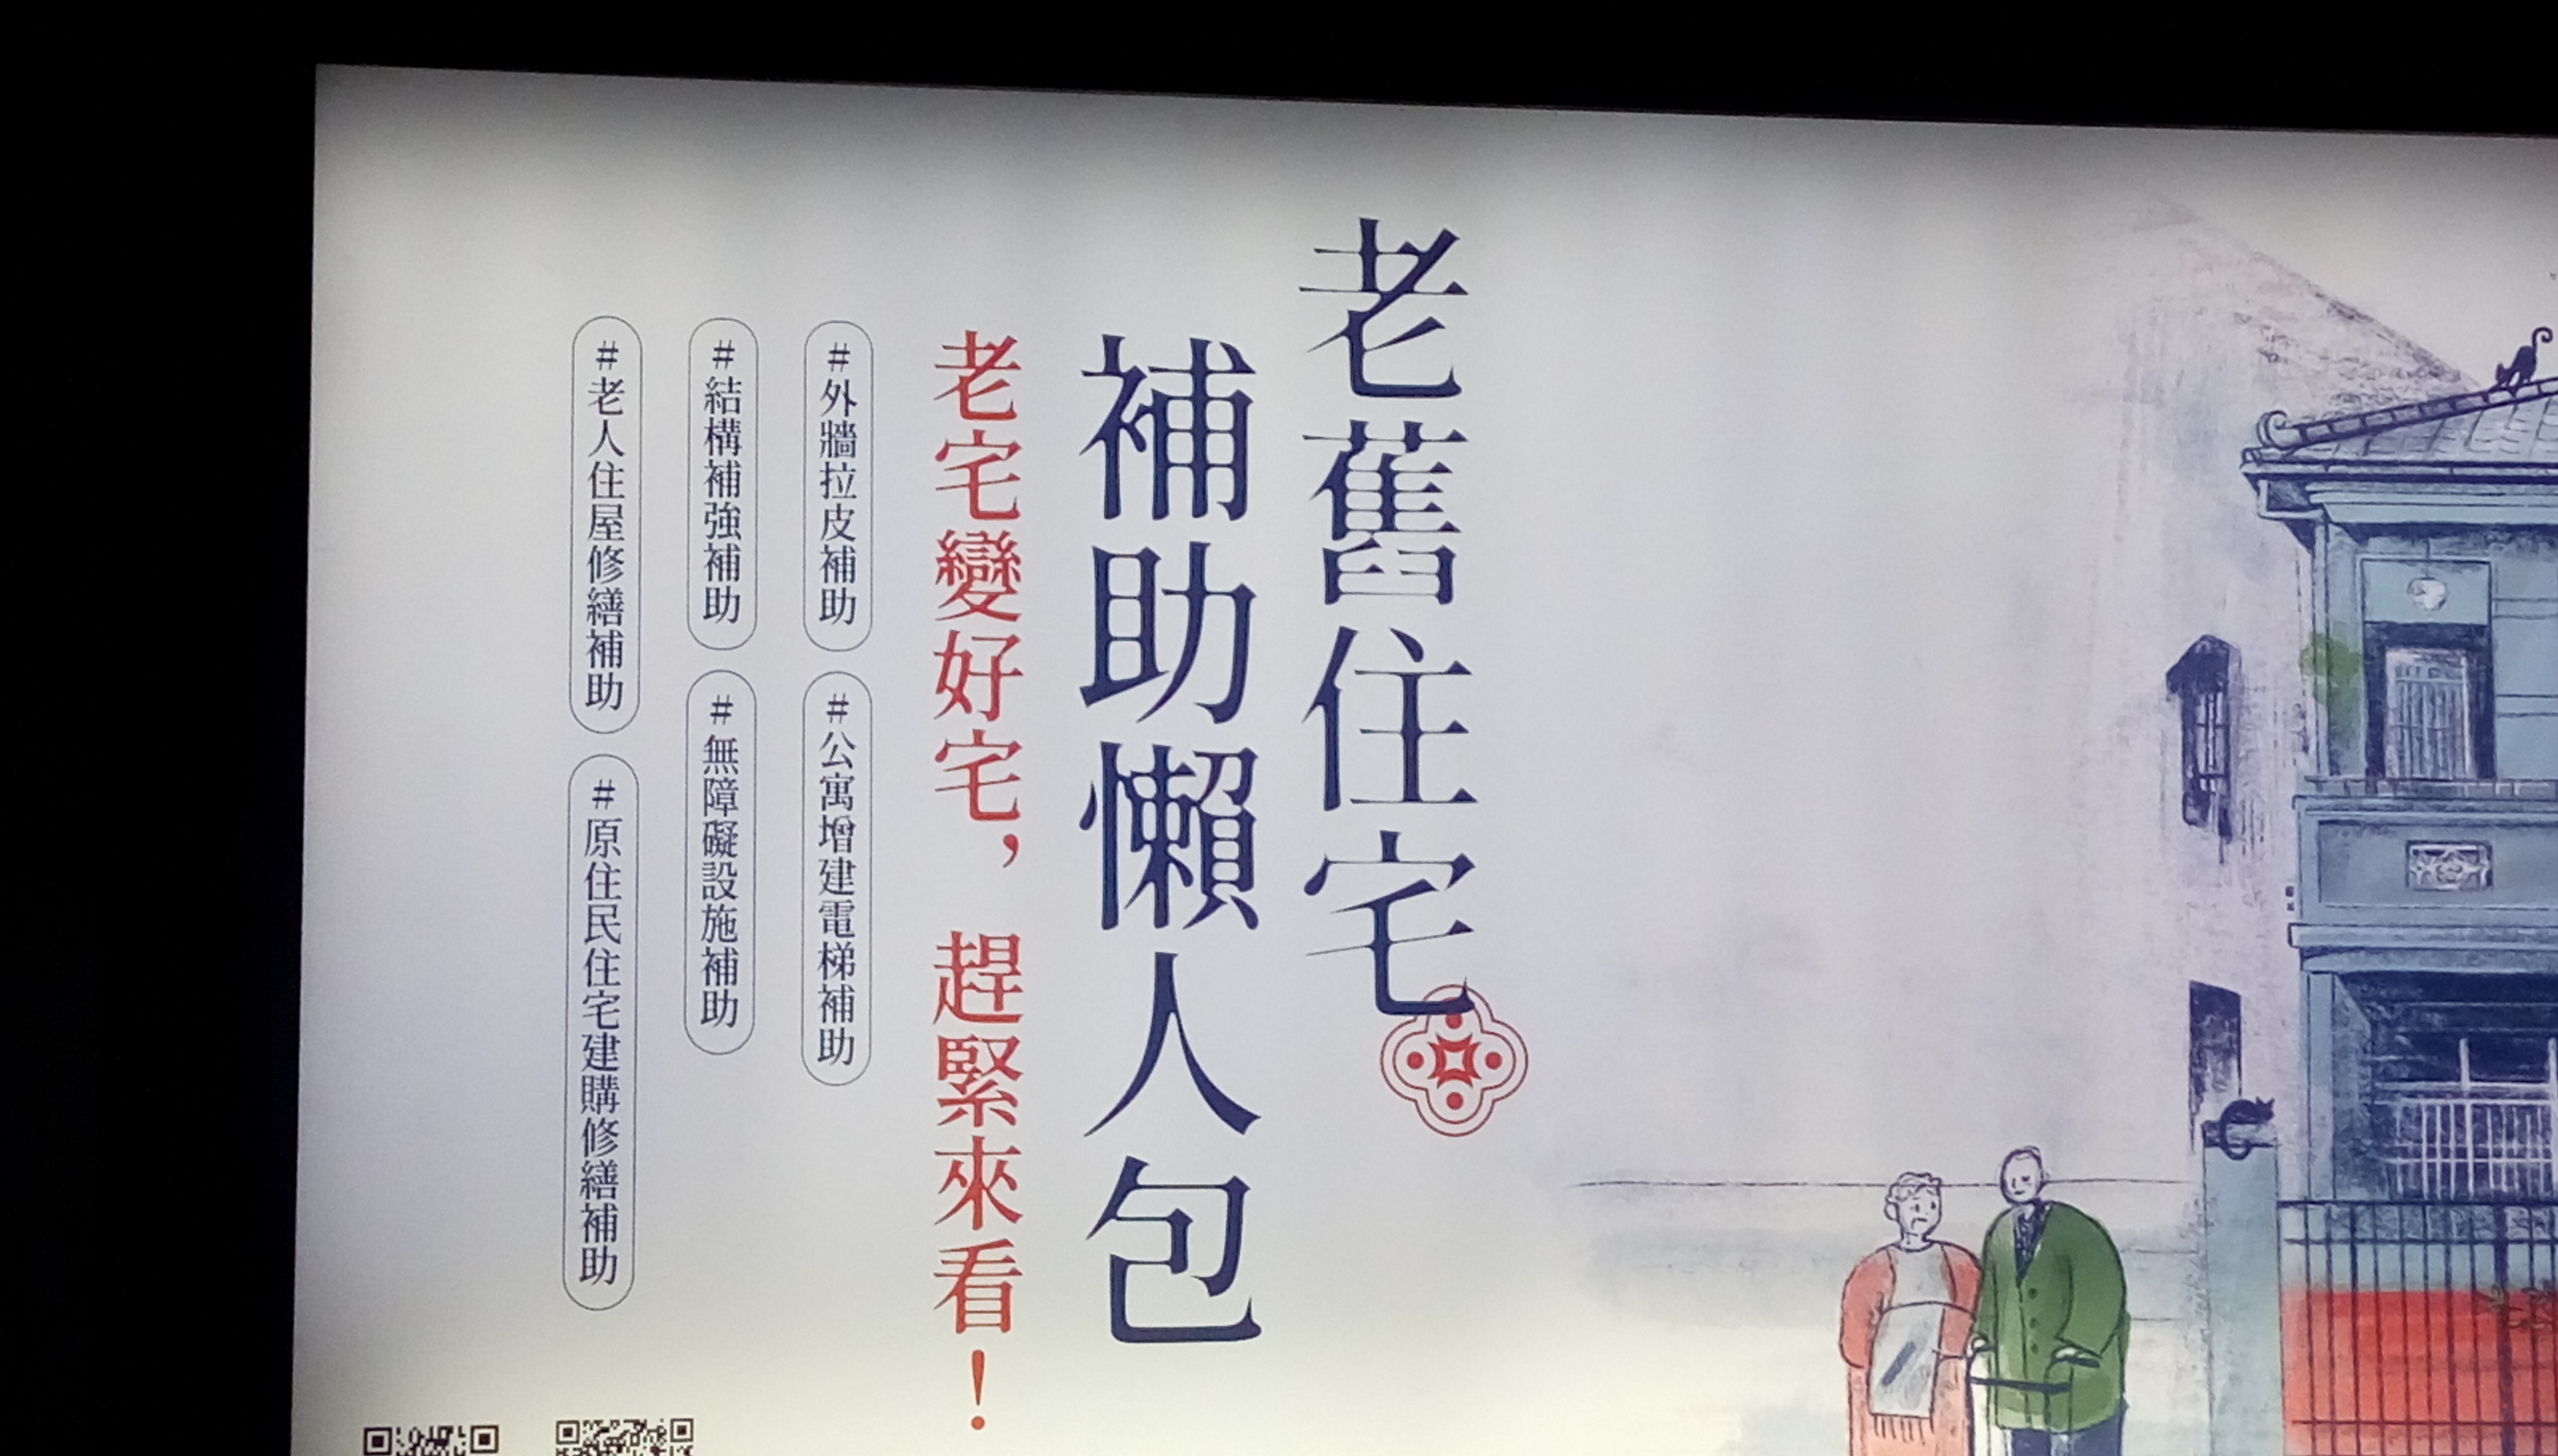 老舊住宅
補助懶人包
老宅變好宅，趕緊來看！
#外牆拉皮補助
#公寓增建電梯補助
#結構補強補助
#無障礙設施補助
#老人住屋修繕補助
#原住民住宅建購修繕補助